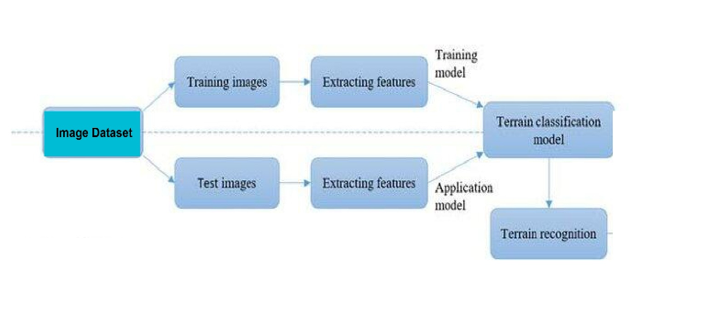 Training
model
Training images
Extracting features
Image Dataset
Terrain classification
model
Test images
Extracting features
Application
model
Terrain recognition